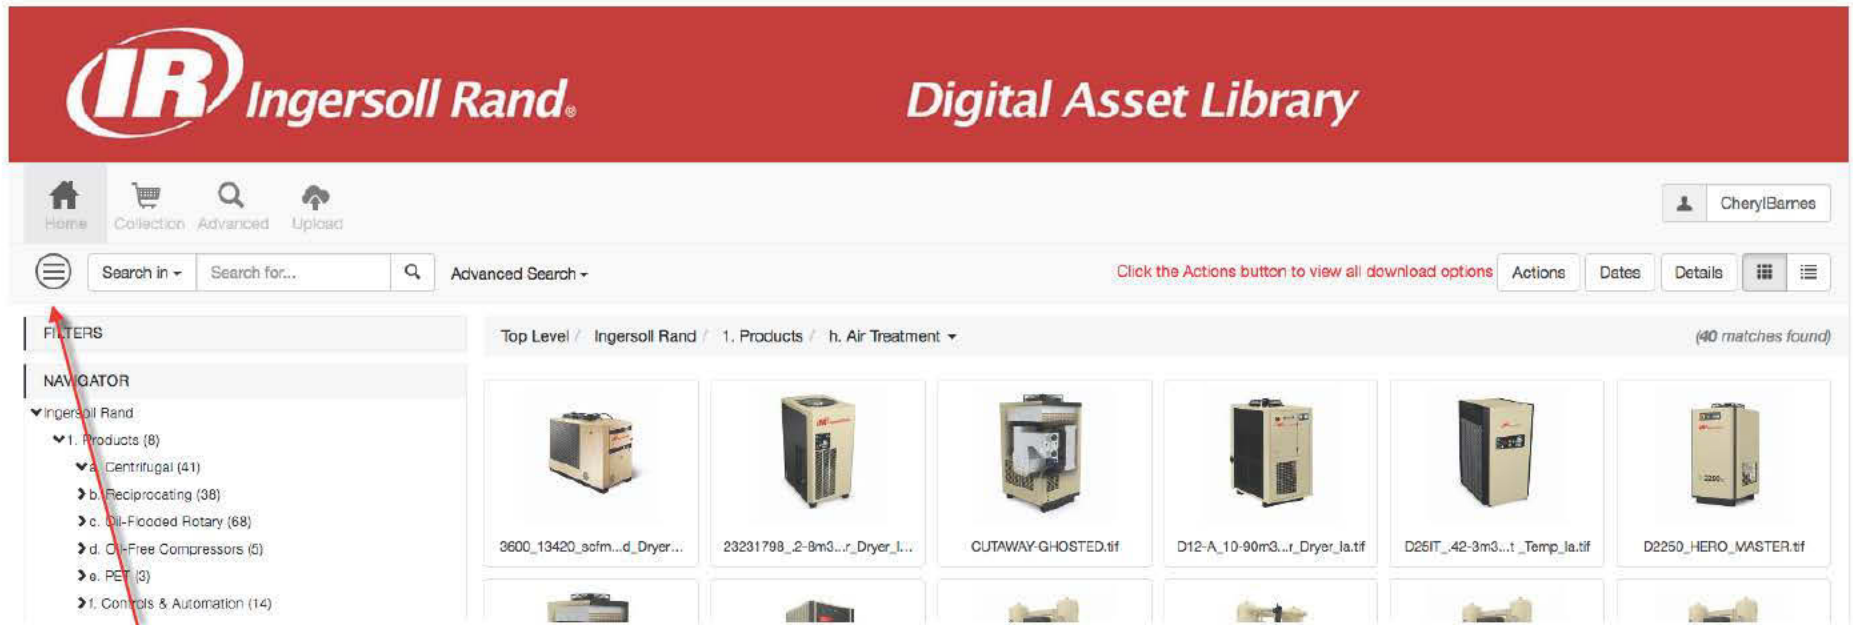 IR Ingersoll Rand®
Digital Asset Library
Home
Collection
Advanced
Upload
CherylBarnes
Search in
Search for...
Advanced Search
Click the Actions button to view all download options
Actions
Dates
Details
FILTERS
Top Level / Ingersoll Rand / 1. Products / h. Air Treatment
(40 matches found)
NAVIGATOR
Ingersoll Rand
1. Products (8)
a. Centrifugal (41)
b. Reciprocating (38)
c. Oil-Flooded Rotary (68)
d. Oil-Free Compressors (5)
e. PET (3)
f. Controls & Automation (14)
3600_13420_scfm...d_Dryer...
23231798_.2-8m3...r_Dryer_l...
CUTAWAY-GHOSTED.tif
D12-A_10-90m3...r_Dryer_la.tif
D25IT_.42-3m3...t _Temp_la.tif
D2250_HERO_MASTER.tif